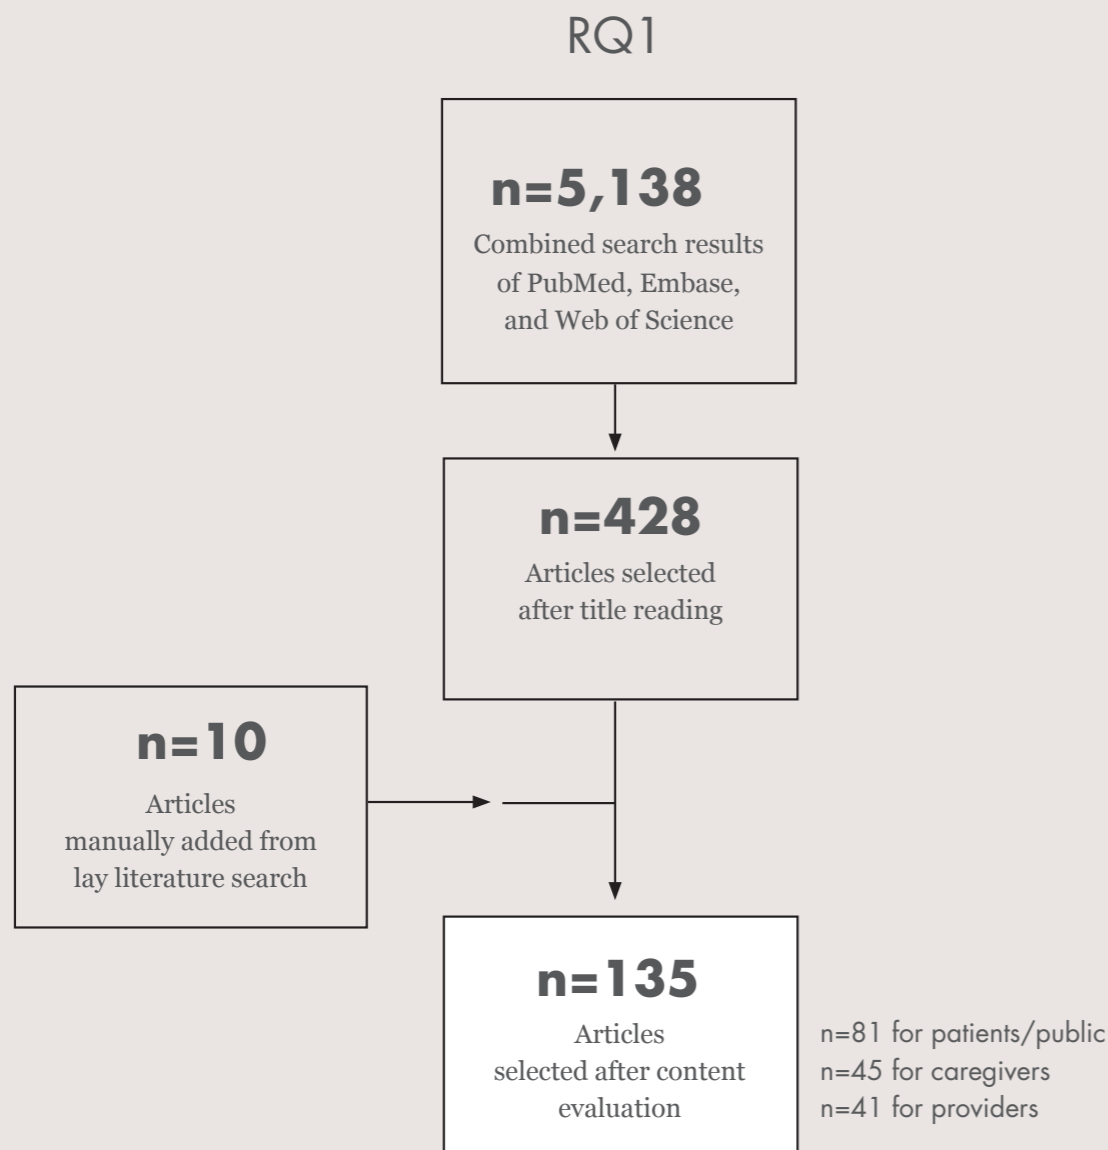 RQ1
n=5,138
Combined search results
of PubMed, Embase,
and Web of Science
n=428
Articles selected
after title reading
n=10
Articles
manually added from
lay literature search
n=135
Articles
selected after content
evaluation
n=81 for patients/public
n=45 for caregivers
n=41 for providers